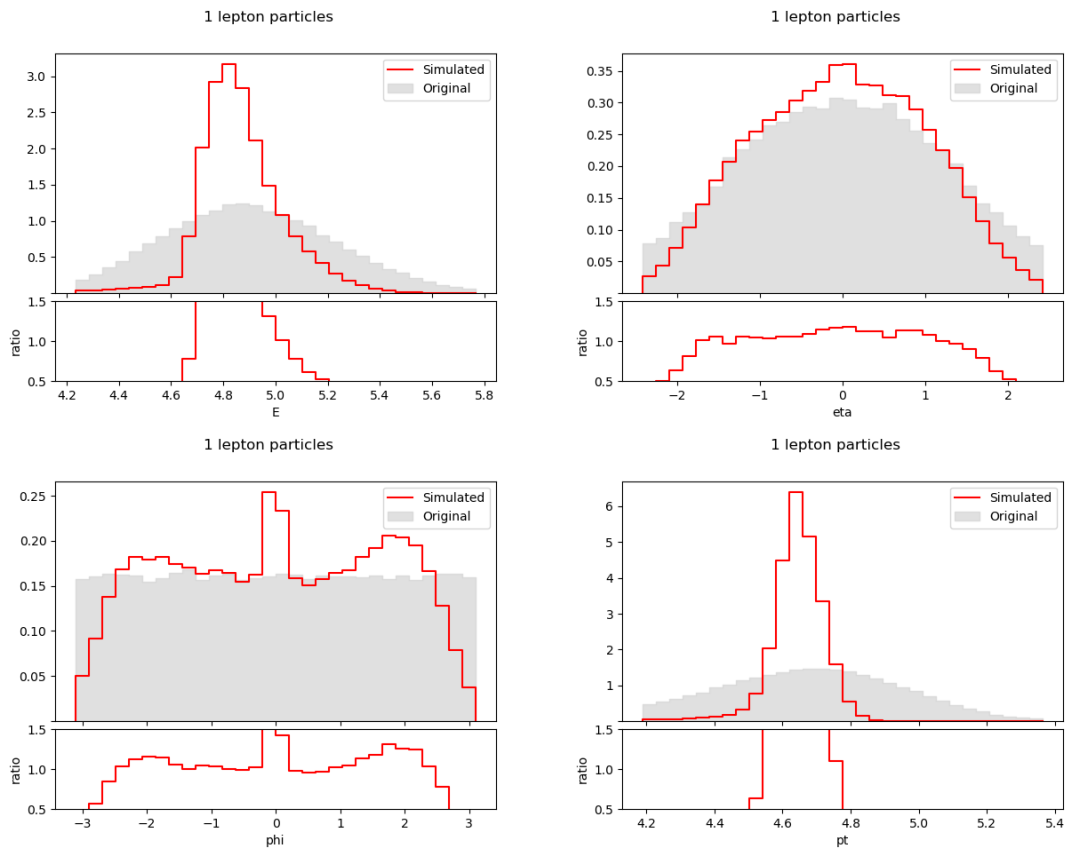 1 lepton particles
3.0
2.5
2.0
1.5
1.0
0.5
Simulated
Original
1.5
1.0
0.5
ratio
4.2 4.4 4.6 4.8 5.0 5.2 5.4 5.6 5.8
E
1 lepton particles
0.35
0.30
0.25
0.20
0.15
0.10
0.05
Simulated
Original
1.5
1.0
0.5
ratio
−2 −1 0 1 2
eta
1 lepton particles
0.25
0.20
0.15
0.10
0.05
Simulated
Original
1.5
1.0
0.5
ratio
−3 −2 −1 0 1 2 3
phi
1 lepton particles
6
5
4
3
2
1
Simulated
Original
1.5
1.0
0.5
ratio
4.2 4.4 4.6 4.8 5.0 5.2 5.4
pt